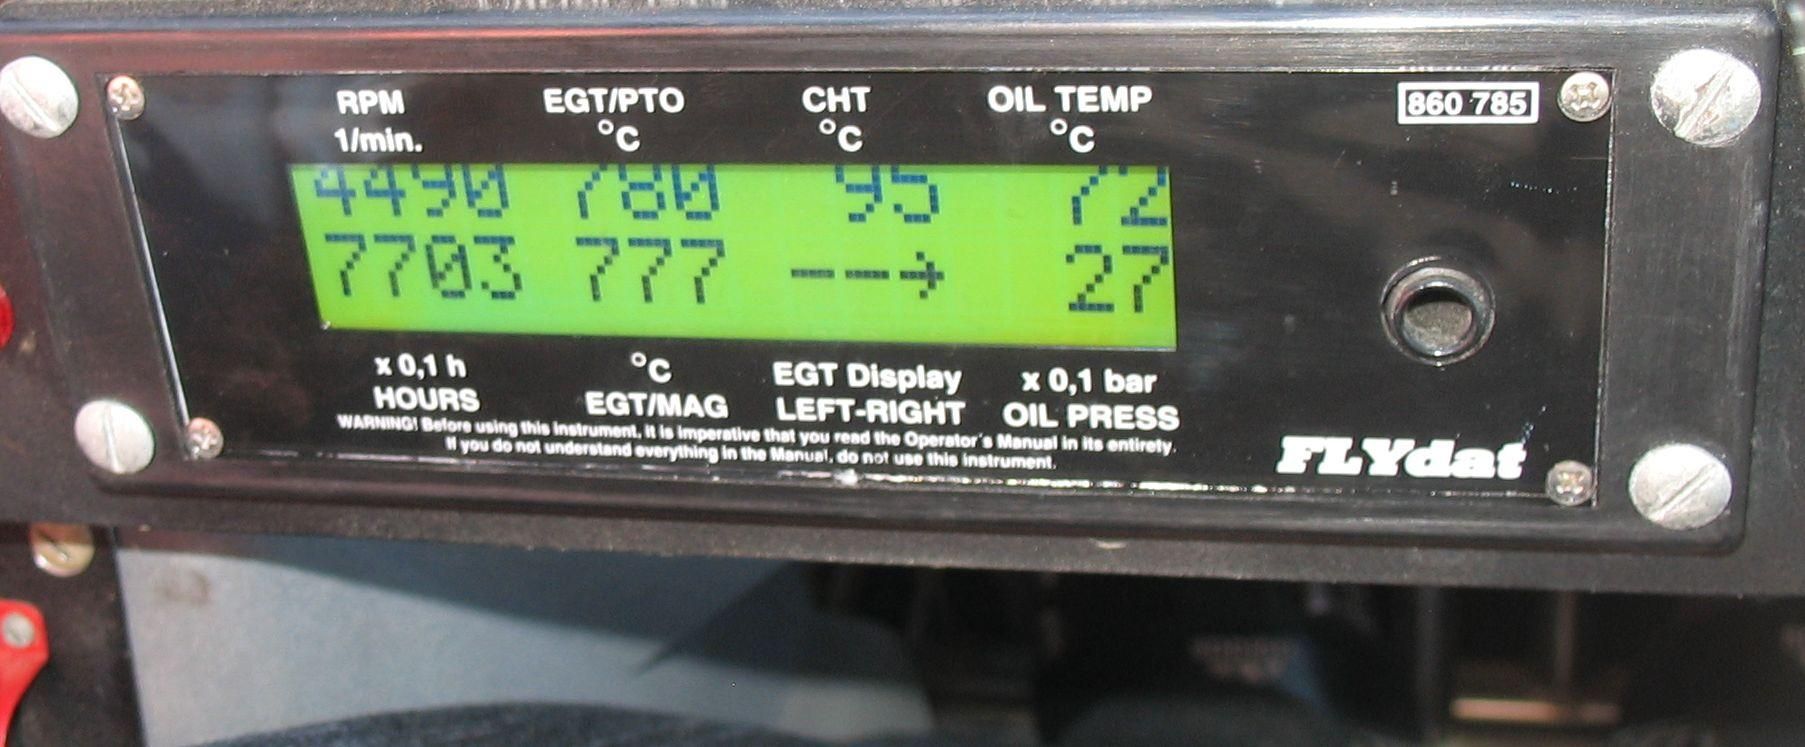 RPM EGT/PTO CHT OIL TEMP 860 785
1/min. °C °C °C
4490 780 95 72
7703 777 --→ 27
x 0,1 h °C EGT Display x 0,1 bar
HOURS EGT/MAG LEFT-RIGHT OIL PRESS
WARNING! Before using this instrument, it is imperative that you read the Operator's Manual in its entirety.
If you do not understand everything in the Manual, do not use this instrument.
FLYdat